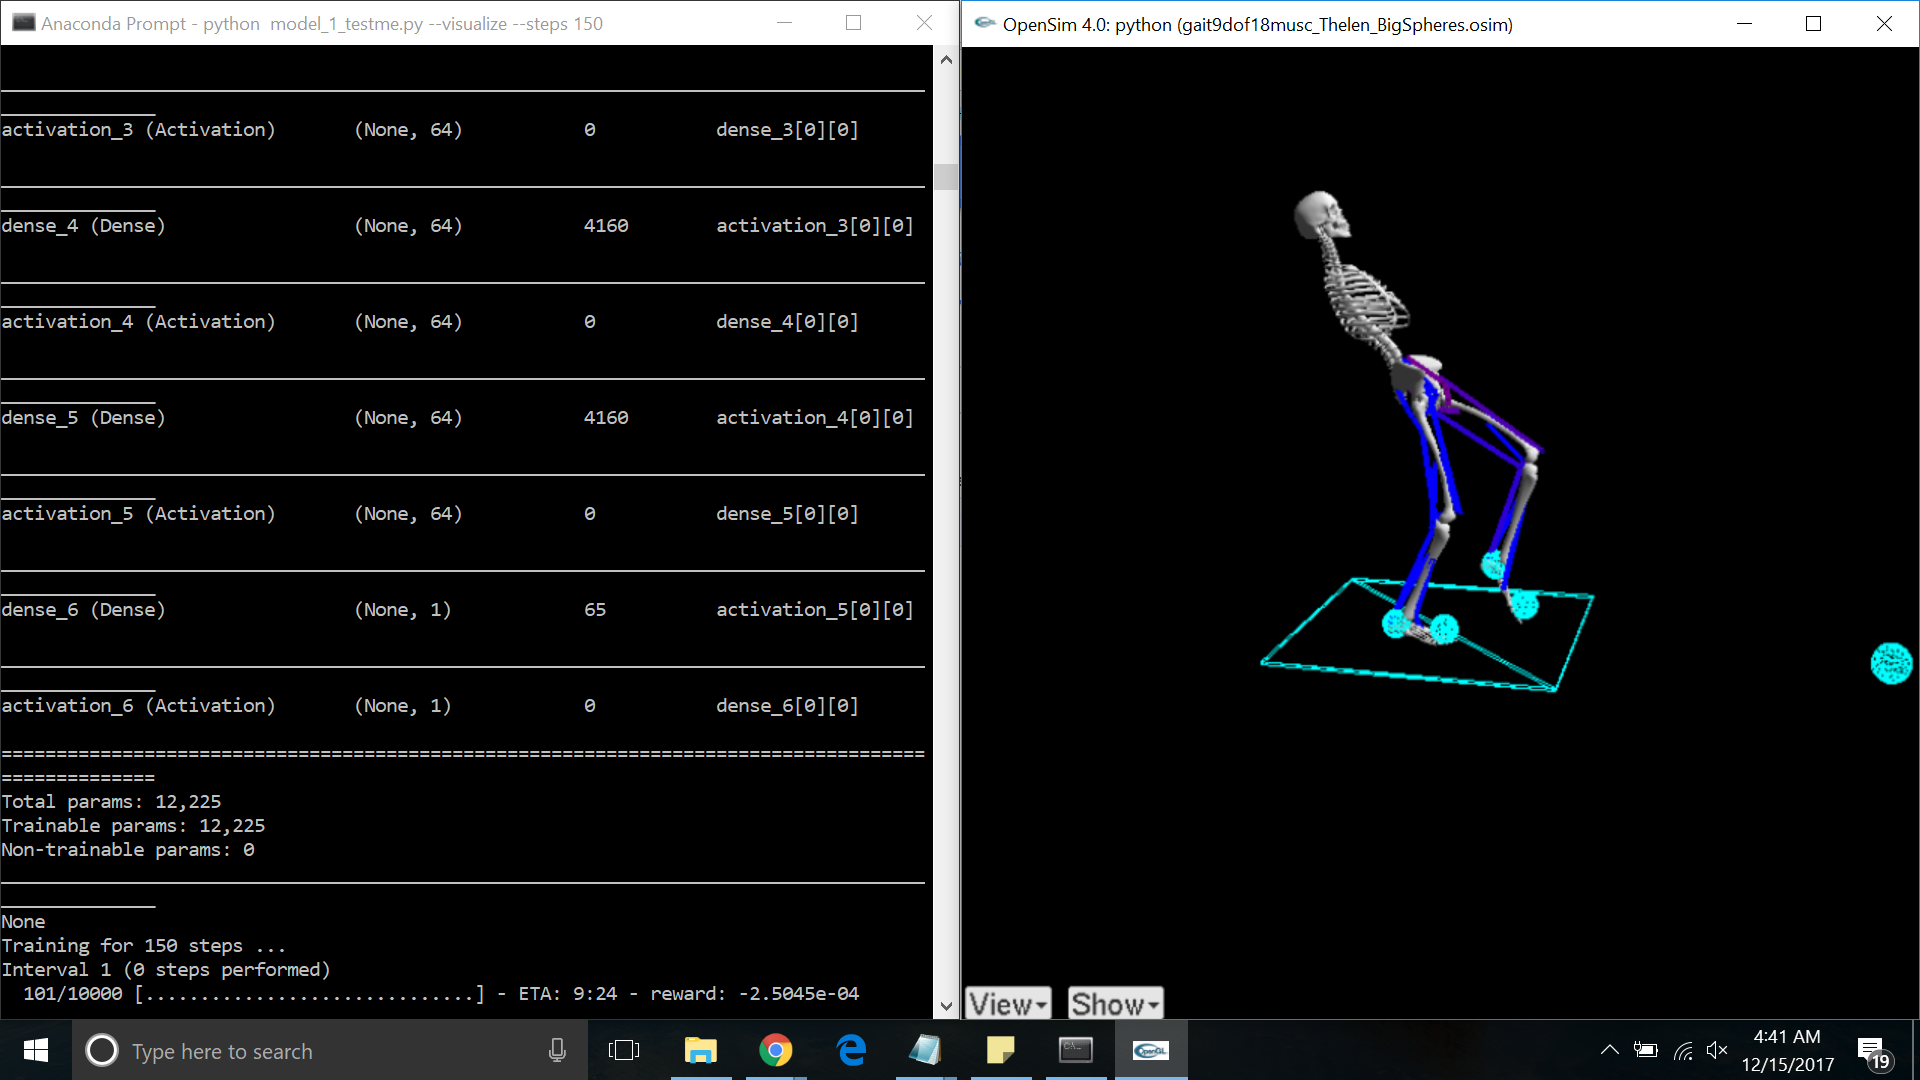 Anaconda Prompt - python  model_1_testme.py --visualize --steps 150
activation_3 (Activation)       (None, 64)           0           dense_3[0][0]
dense_4 (Dense)                 (None, 64)           4160        activation_3[0][0]
activation_4 (Activation)       (None, 64)           0           dense_4[0][0]
dense_5 (Dense)                 (None, 64)           4160        activation_4[0][0]
activation_5 (Activation)       (None, 64)           0           dense_5[0][0]
dense_6 (Dense)                 (None, 1)            65          activation_5[0][0]
activation_6 (Activation)       (None, 1)            0           dense_6[0][0]
====================================================================================
==============
Total params: 12,225
Trainable params: 12,225
Non-trainable params: 0
None
Training for 150 steps ...
Interval 1 (0 steps performed)
101/10000 [..............................] - ETA: 9:24 - reward: -2.5045e-04
OpenSim 4.0: python (gait9dof18musc_Thelen_BigSpheres.osim)
View
Show
Type here to search
OpenGL
4:41 AM
12/15/2017
19